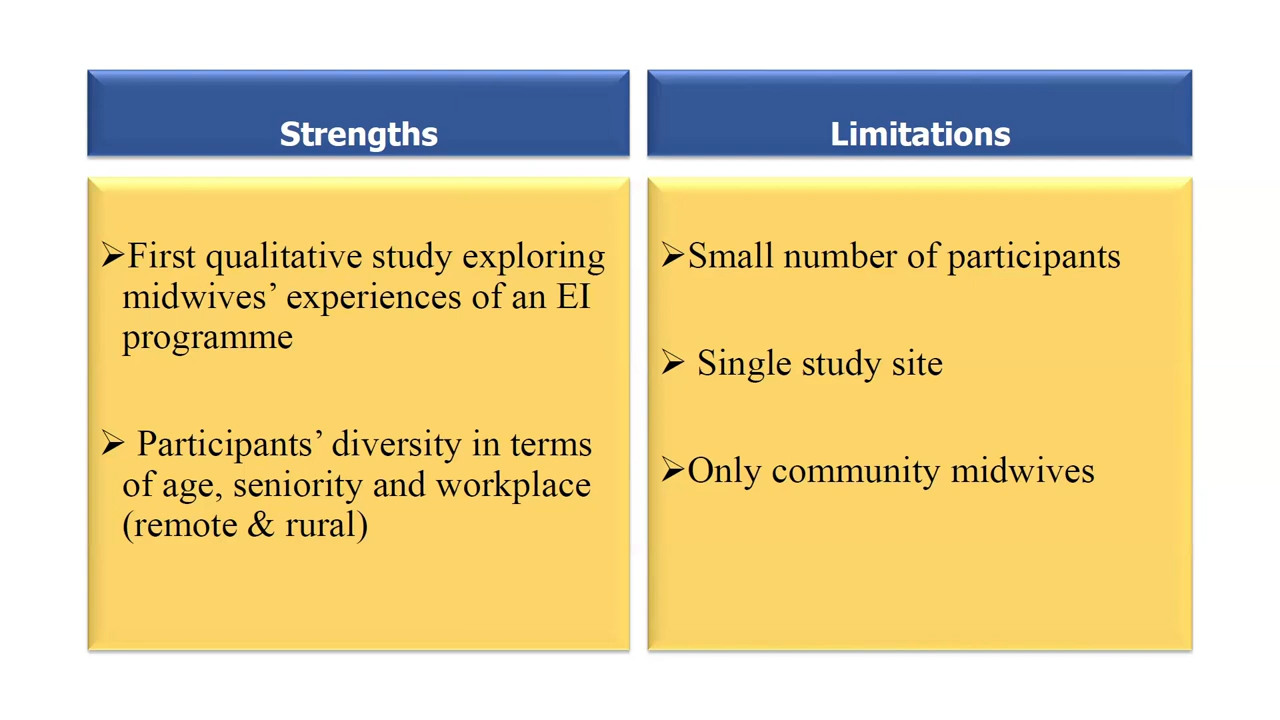 Strengths
➢First qualitative study exploring
midwives’ experiences of an EI
programme
➢ Participants’ diversity in terms
of age, seniority and workplace
(remote & rural)
Limitations
➢Small number of participants
➢ Single study site
➢Only community midwives